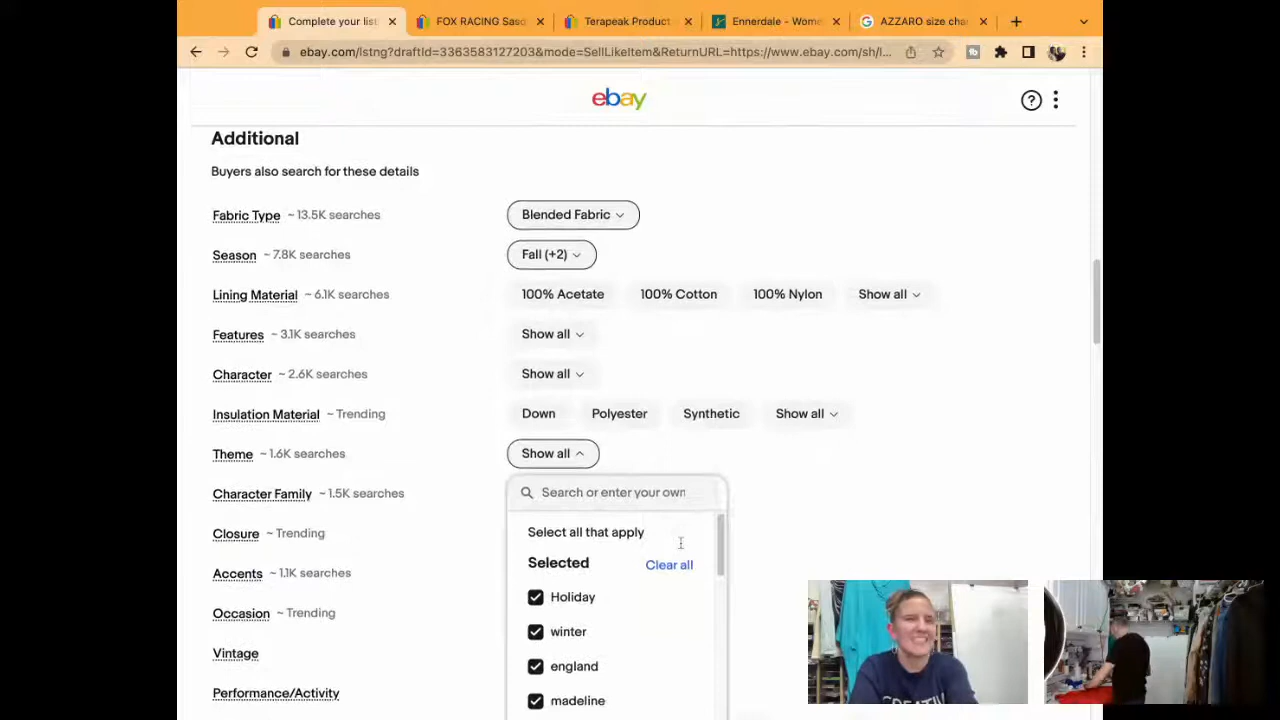 Complete your list
FOX RACING Sasq
Terapeak Product
Ennerdale - Wome
AZZARO size char
ebay.com/lstng?draftId=3363583127203&mode=SellLikeItem&ReturnURL=https://www.ebay.com/sh/l...
ebay
Additional
Buyers also search for these details
Fabric Type ~ 13.5K searches Blended Fabric
Season ~ 7.8K searches Fall (+2)
Lining Material ~ 6.1K searches 100% Acetate 100% Cotton 100% Nylon Show all
Features ~ 3.1K searches Show all
Character ~ 2.6K searches Show all
Insulation Material ~ Trending Down Polyester Synthetic Show all
Theme ~ 1.6K searches Show all
Character Family ~ 1.5K searches Search or enter your own
Closure ~ Trending Select all that apply
Selected Clear all
Accents ~ 1.1K searches
Holiday
Occasion ~ Trending
winter
Vintage
england
Performance/Activity
madeline
CREATIV